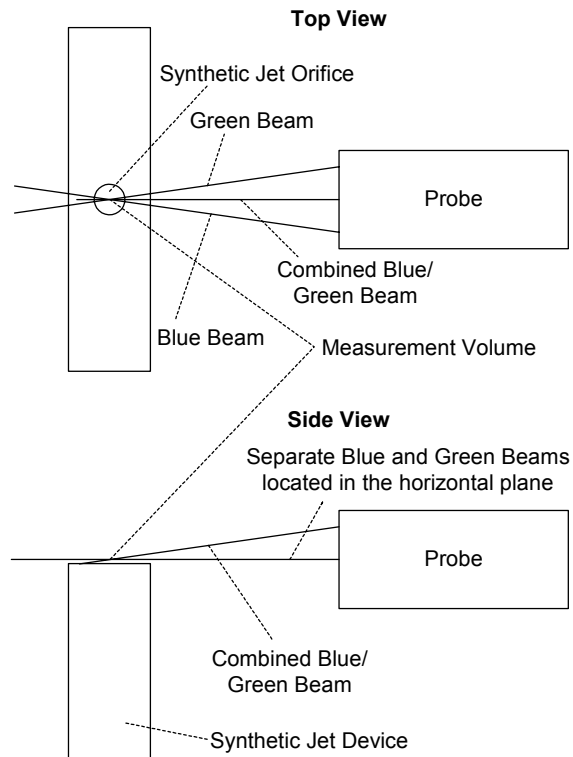 Top View
Synthetic Jet Orifice
Green Beam
Probe
Combined Blue/
Green Beam
Blue Beam
Measurement Volume
Side View
Separate Blue and Green Beams
located in the horizontal plane
Probe
Combined Blue/
Green Beam
Synthetic Jet Device